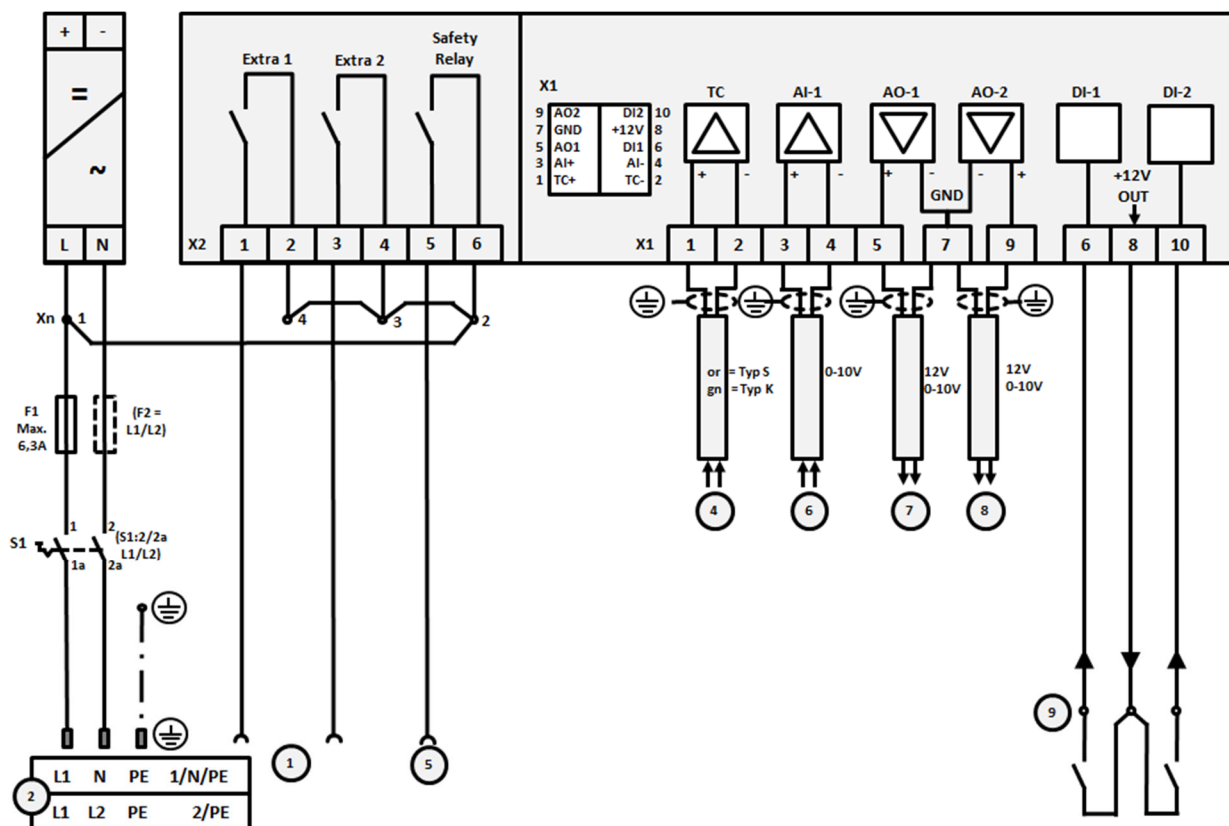 + -
=
~
L N
Extra 1
Extra 2
Safety
Relay
X2 1 2 3 4 5 6
X1
9 AO2 DI2 10
7 GND +12V 8
5 AO1 DI1 6
3 AI+ AI- 4
1 TC+ TC- 2
TC
AI-1
AO-1
AO-2
DI-1
DI-2
+ - + - + - - +
GND
+12V
OUT
X1 1 2 3 4 5 7 9 6 8 10
Xn 1
4
3
2
F1
Max.
6,3A
(F2 =
L1/L2)
or = Typ S
gn =Typ K
0-10V
12V
0-10V
12V
0-10V
4
6
7
8
S1
1
2
1a
2a
(S1:2/2a
L1/L2)
9
1
5
2
L1 N PE 1/N/PE
L1 L2 PE 2/PE